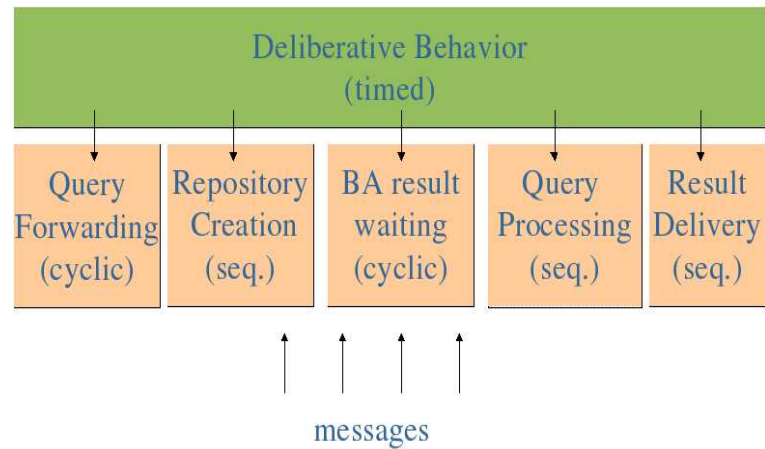 Deliberative Behavior
(timed)
Query
Forwarding
(cyclic)
Repository
Creation
(seq.)
BA result
waiting
(cyclic)
Query
Processing
(seq.)
Result
Delivery
(seq.)
messages